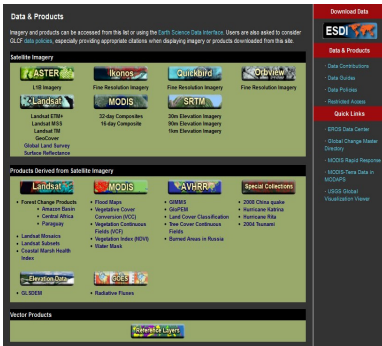 Data & Products
Imagery and products can be accessed from this list or using the Earth Science Data Interface. Users are also asked to consider
GLCF data policies, especially providing appropriate citations when displaying imagery or products downloaded from this site.
Satellite Imagery
ASTER
L1B Imagery
Ikonos
Fine Resolution Imagery
Quickbird
Fine Resolution Imagery
Orbview
Fine Resolution Imagery
Landsat
Landsat ETM+
Landsat MSS
Landsat TM
GeoCover
Global Land Survey
Surface Reflectance
MODIS
32-day Composites
16-day Composite
SRTM
30m Elevation Imagery
90m Elevation Imagery
1km Elevation Imagery
Products Derived from Satellite Imagery
Landsat
Forest Change Products
Amazon Basin
Central Africa
Paraguay
Landsat Mosaics
Landsat Subsets
Coastal Marsh Health
Index
MODIS
Flood Maps
Vegetative Cover
Conversion (VCC)
Vegetation Continuous
Fields (VCF)
Vegetation Index (NDVI)
Water Mask
AVHRR
GIMMS
GloPEM
Land Cover Classification
Tree Cover Continuous
Fields
Burned Areas in Russia
Special Collections
2008 China quake
Hurricane Katrina
Hurricane Rita
2004 Tsunami
Elevation Data
GLSDEM
GOES
Radiative Fluxes
Vector Products
Reference Layers
Download Data
ESDI
Data & Products
- Data Contributions
- Data Guides
- Data Policies
- Restricted Access
Quick Links
- EROS Data Center
- Global Change Master
Directory
- MODIS Rapid Response
- MODIS-Terra Data in
MODAPS
- USGS Global
Visualization Viewer